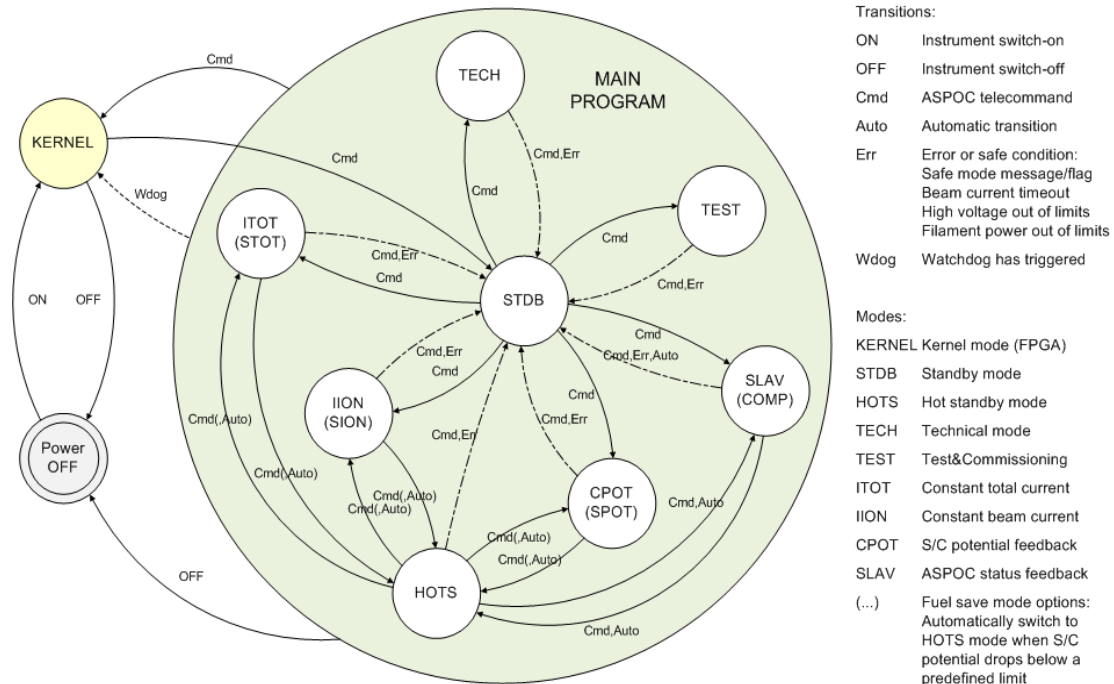 Cmd
KERNEL
Wdog
ON
OFF
Power
OFF
OFF
MAIN
PROGRAM
TECH
Cmd,Err
Cmd
Cmd
TEST
Cmd
Cmd,Err
ITOT
(STOT)
Cmd,Err
Cmd
STDB
Cmd
Cmd,Err,Auto
SLAV
(COMP)
Cmd,Err
Cmd
IION
(SION)
Cmd
Cmd,Err
Cmd,Err
Cmd(,Auto)
Cmd(,Auto)
Cmd(,Auto)
Cmd(,Auto)
CPOT
(SPOT)
Cmd,Auto
Cmd(,Auto)
Cmd(,Auto)
HOTS
Cmd,Auto
Transitions:
ON Instrument switch-on
OFF Instrument switch-off
Cmd ASPOC telecommand
Auto Automatic transition
Err Error or safe condition:
Safe mode message/flag
Beam current timeout
High voltage out of limits
Filament power out of limits
Wdog Watchdog has triggered
Modes:
KERNEL Kernel mode (FPGA)
STDB Standby mode
HOTS Hot standby mode
TECH Technical mode
TEST Test&Commissioning
ITOT Constant total current
IION Constant beam current
CPOT S/C potential feedback
SLAV ASPOC status feedback
(...) Fuel save mode options:
Automatically switch to
HOTS mode when S/C
potential drops below a
predefined limit